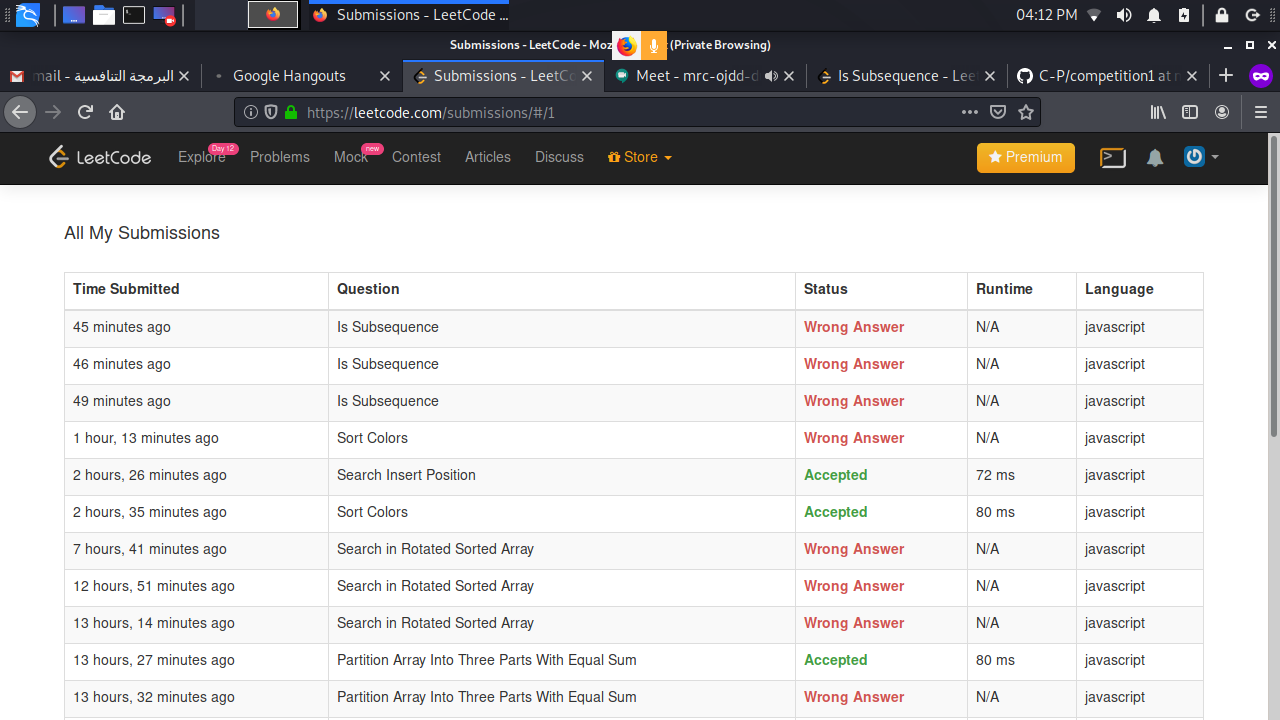 Submissions - LeetCode ...
04:12 PM
Submissions - LeetCode - Moz (Private Browsing)
mail - البرمجة التنافسية
Google Hangouts
Submissions - LeetCo
Meet - mrc-ojdd-d
Is Subsequence - Lee
C-P/competition1 at
https://leetcode.com/submissions/#/1
LeetCode
Explore
Day 12
Problems
Mock
new
Contest
Articles
Discuss
Store
Premium
All My Submissions
Time Submitted Question Status Runtime Language
45 minutes ago Is Subsequence Wrong Answer N/A javascript
46 minutes ago Is Subsequence Wrong Answer N/A javascript
49 minutes ago Is Subsequence Wrong Answer N/A javascript
1 hour, 13 minutes ago Sort Colors Wrong Answer N/A javascript
2 hours, 26 minutes ago Search Insert Position Accepted 72 ms javascript
2 hours, 35 minutes ago Sort Colors Accepted 80 ms javascript
7 hours, 41 minutes ago Search in Rotated Sorted Array Wrong Answer N/A javascript
12 hours, 51 minutes ago Search in Rotated Sorted Array Wrong Answer N/A javascript
13 hours, 14 minutes ago Search in Rotated Sorted Array Wrong Answer N/A javascript
13 hours, 27 minutes ago Partition Array Into Three Parts With Equal Sum Accepted 80 ms javascript
13 hours, 32 minutes ago Partition Array Into Three Parts With Equal Sum Wrong Answer N/A javascript